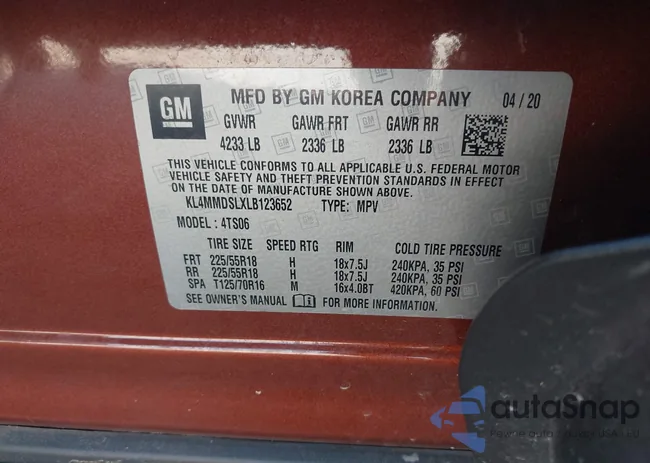 GM
MFD BY GM KOREA COMPANY 04 / 20
GVWR GAWR FRT GAWR RR
4233 LB 2336 LB 2336 LB
THIS VEHICLE CONFORMS TO ALL APPLICABLE U.S. FEDERAL MOTOR
VEHICLE SAFETY AND THEFT PREVENTION STANDARDS IN EFFECT
ON THE DATE OF MANUFACTURE SHOWN ABOVE.
KL4MMDSLXLB123652 TYPE: MPV
MODEL : 4TS06
TIRE SIZE SPEED RTG RIM COLD TIRE PRESSURE
FRT 225/55R18 H 18x7.5J 240KPA, 35 PSI
RR 225/55R18 H 18x7.5J 240KPA, 35 PSI
SPA T125/70R16 M 16x4.0BT 420KPA, 60 PSI
SEE OWNER'S MANUAL FOR MORE INFORMATION.
autoSnap